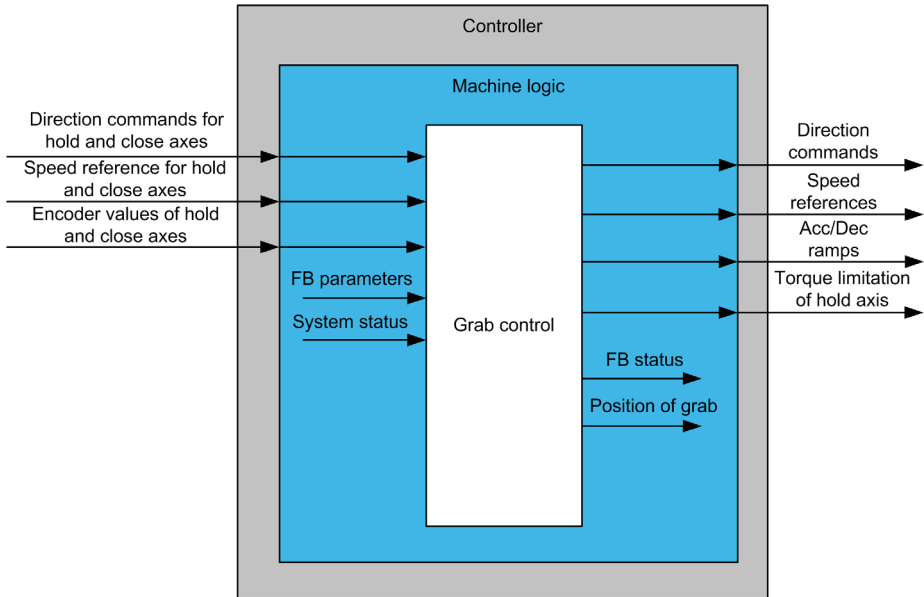 Controller
Machine logic
Direction commands for
hold and close axes
Speed reference for hold
and close axes
Encoder values of hold
and close axes
FB parameters
System status
Grab control
Direction
commands
Speed
references
Acc/Dec
ramps
Torque limitation
of hold axis
FB status
Position of grab